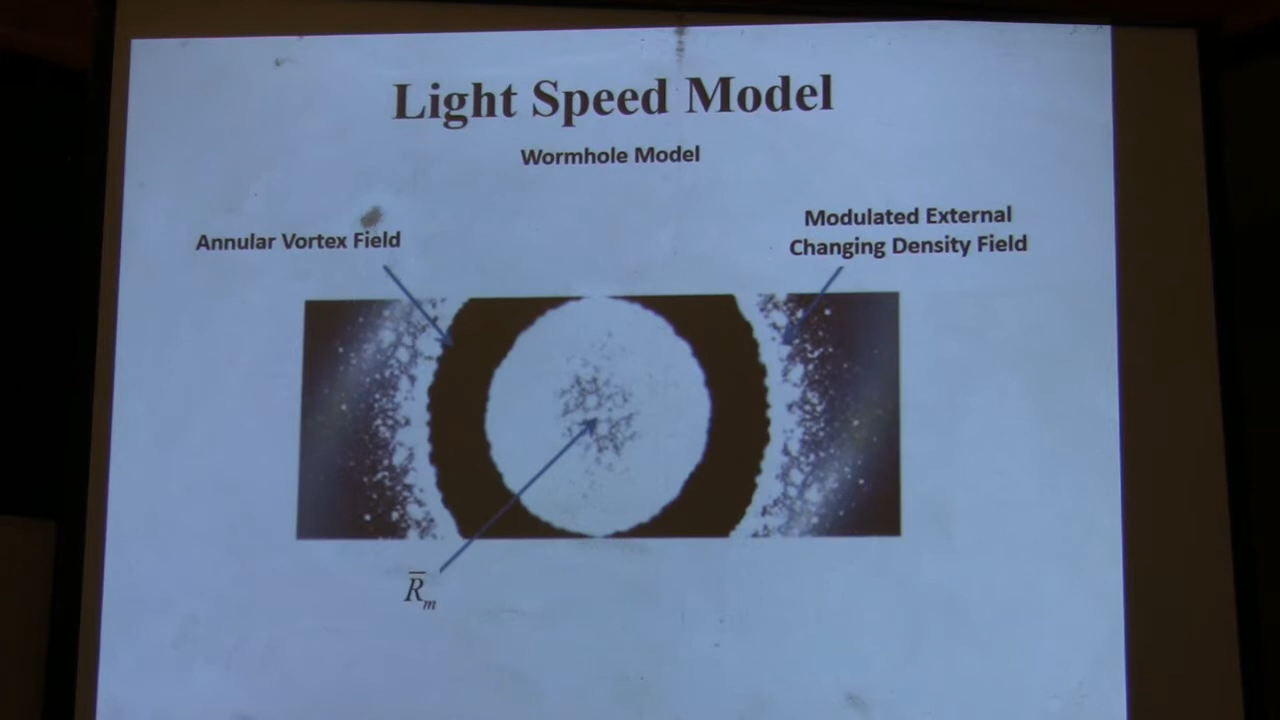 Light Speed Model
Wormhole Model
Annular Vortex Field
Modulated External
Changing Density Field
R̅ₘ